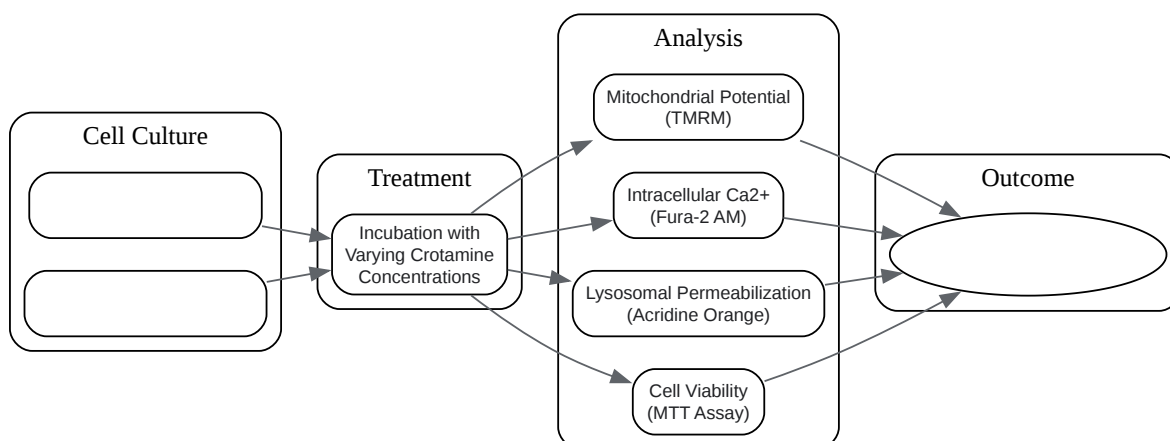 Cell Culture
Treatment
Incubation with
Varying Crotamine
Concentrations
Analysis
Mitochondrial Potential
(TMRM)
Intracellular Ca2+
(Fura-2 AM)
Lysosomal Permeabilization
(Acridine Orange)
Cell Viability
(MTT Assay)
Outcome